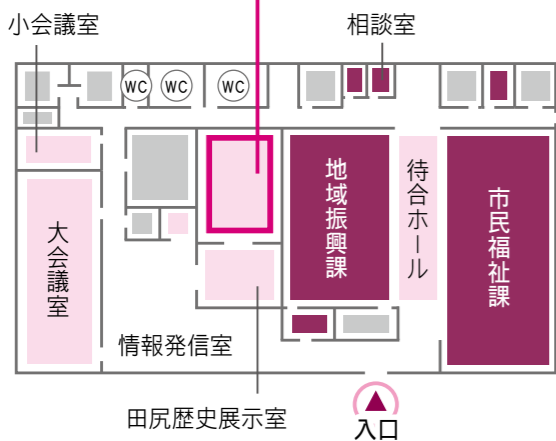 小会議室
相談室
WC
WC
WC
地域振興課
待合ホール
市民福祉課
大会議室
情報発信室
田尻歴史展示室
入口